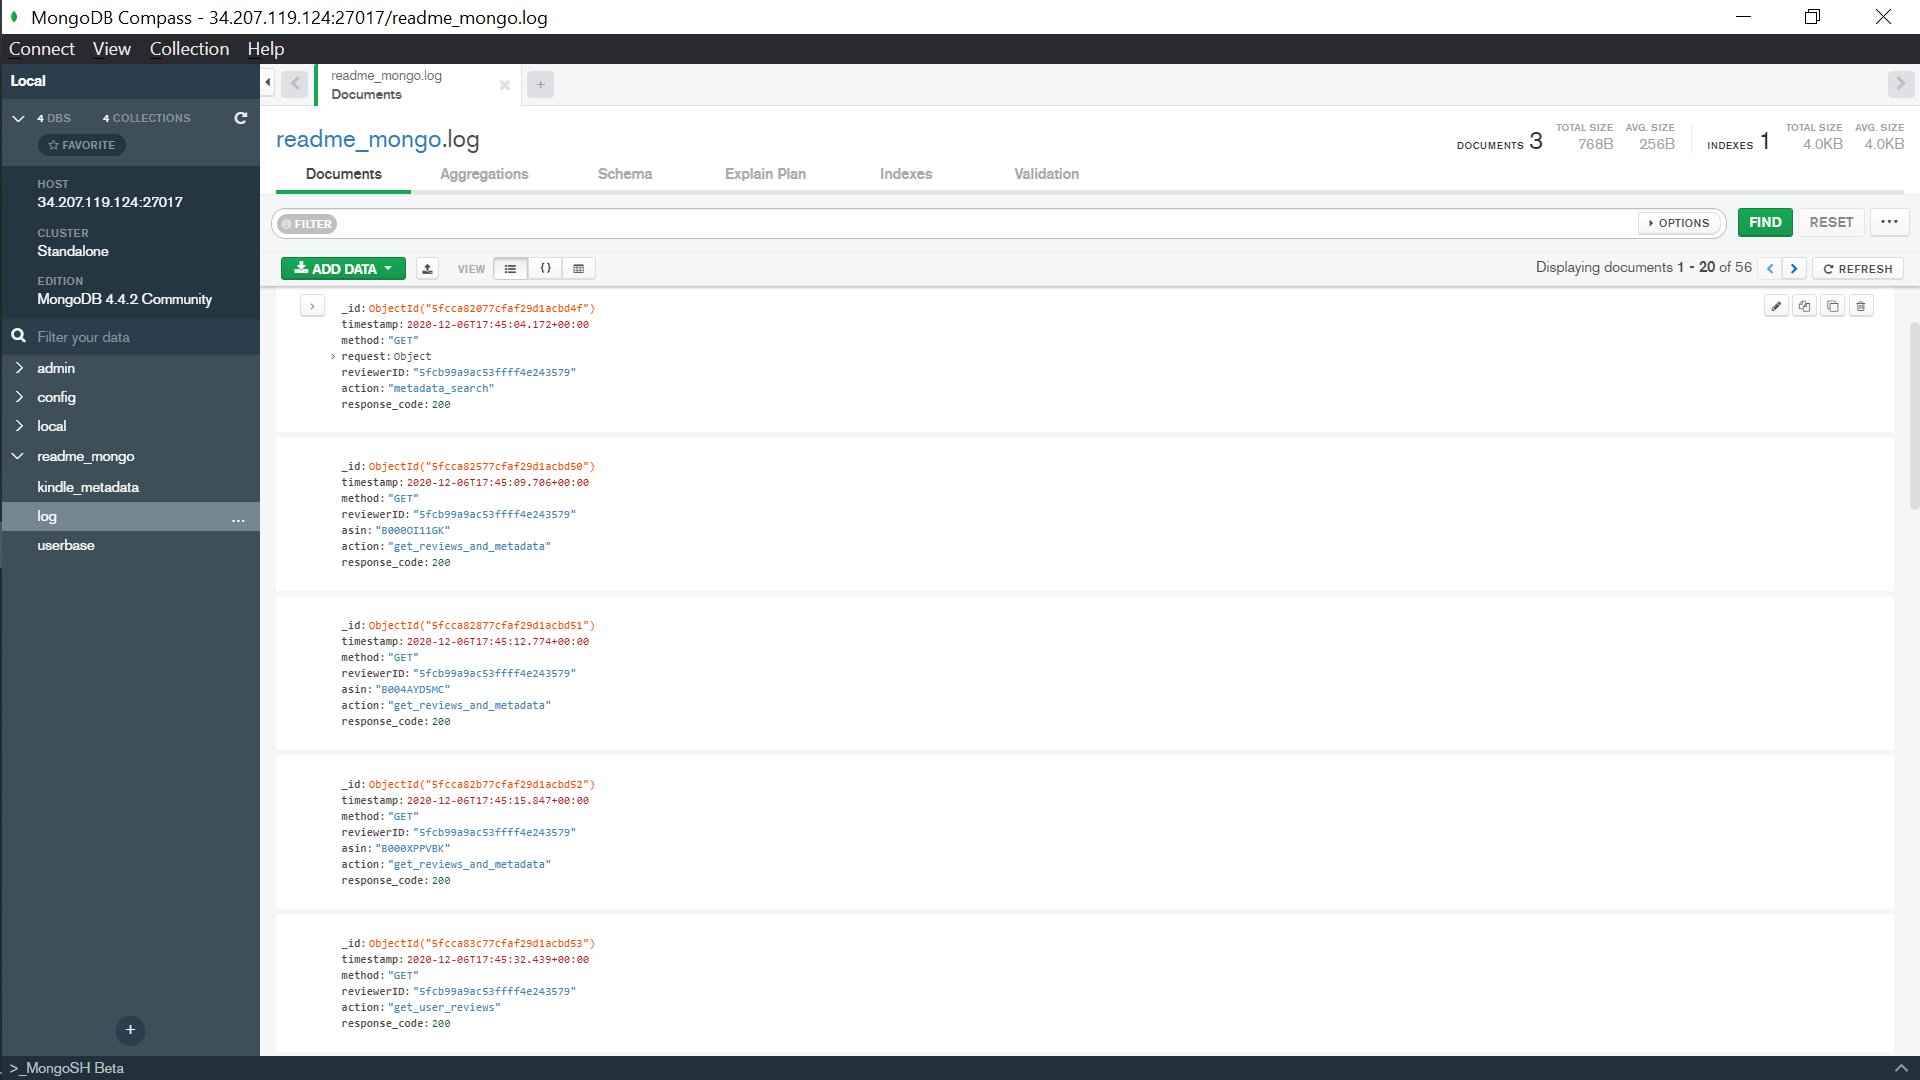 MongoDB Compass - 34.207.119.124:27017/readme_mongo.log
Connect View Collection Help
Local
4 DBS 4 COLLECTIONS
FAVORITE
HOST
34.207.119.124:27017
CLUSTER
Standalone
EDITION
MongoDB 4.4.2 Community
Filter your data
admin
config
local
readme_mongo
kindle_metadata
log ...
userbase
readme_mongo.log
Documents
readme_mongo.log
DOCUMENTS 3 TOTAL SIZE 768B AVG. SIZE 256B INDEXES 1 TOTAL SIZE 4.0KB AVG. SIZE 4.0KB
Documents Aggregations Schema Explain Plan Indexes Validation
FILTER OPTIONS FIND RESET ...
ADD DATA VIEW {} Displaying documents 1 - 20 of 56 REFRESH
_id: ObjectId("5fcca82077cfaf29d1acbd4f")
timestamp: 2020-12-06T17:45:04.172+00:00
method: "GET"
request: Object
reviewerID: "5fcb99a9ac53ffff4e243579"
action: "metadata_search"
response_code: 200
_id: ObjectId("5fcca82577cfaf29d1acbd50")
timestamp: 2020-12-06T17:45:09.706+00:00
method: "GET"
reviewerID: "5fcb99a9ac53ffff4e243579"
asin: "B000OI11GK"
action: "get_reviews_and_metadata"
response_code: 200
_id: ObjectId("5fcca82877cfaf29d1acbd51")
timestamp: 2020-12-06T17:45:12.774+00:00
method: "GET"
reviewerID: "5fcb99a9ac53ffff4e243579"
asin: "B004AYD5MC"
action: "get_reviews_and_metadata"
response_code: 200
_id: ObjectId("5fcca82b77cfaf29d1acbd52")
timestamp: 2020-12-06T17:45:15.847+00:00
method: "GET"
reviewerID: "5fcb99a9ac53ffff4e243579"
asin: "B000XPPVBK"
action: "get_reviews_and_metadata"
response_code: 200
_id: ObjectId("5fcca83c77cfaf29d1acbd53")
timestamp: 2020-12-06T17:45:32.439+00:00
method: "GET"
reviewerID: "5fcb99a9ac53ffff4e243579"
action: "get_user_reviews"
response_code: 200
>_MongoSH Beta